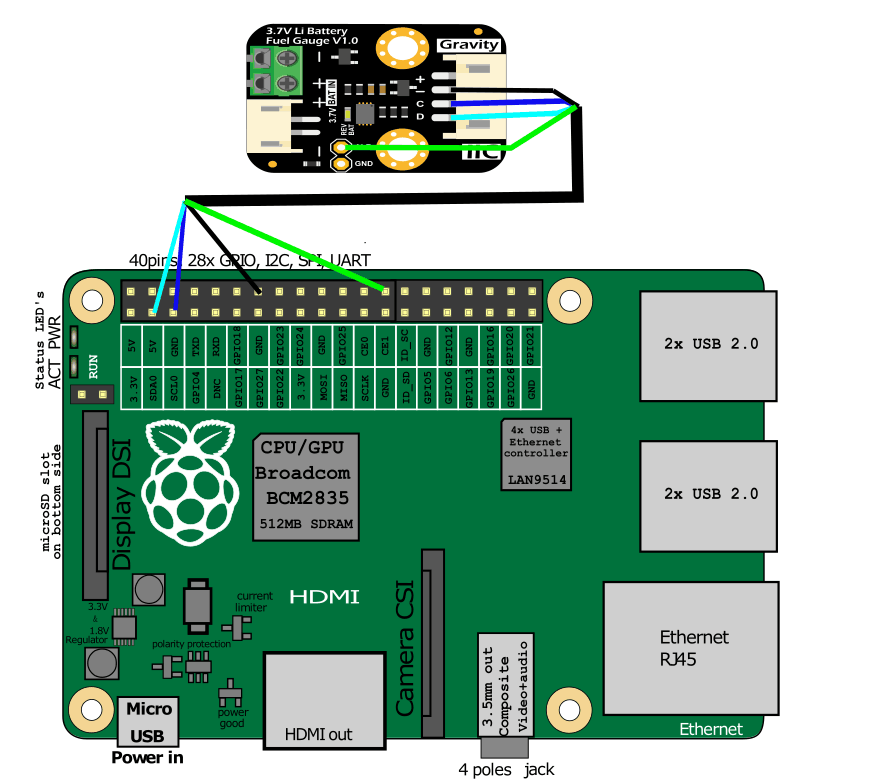 3.7V Li Battery
Fuel Gauge V1.0
Gravity
+
−
C
D
−
+
+
−
3.7V BAT IN
REV
BAT
GND
IIC
40pins: 28x GPIO, I2C, SPI, UART
Status LED's
ACT PWR
RUN
5V 5V GND TXD RXD GPIO18 GND GPIO23 GPIO24 GND GPIO25 CE0 CE1 ID_SC GND GPIO12 GND GPIO16 GPIO20 GPIO21
3.3V SDA0 SCL0 GPIO4 DNC GPIO17 GPIO27 GPIO22 3.3V MOSI MISO SCLK GND ID_SD GPIO5 GPIO6 GPIO13 GPIO19 GPIO26 GND
2x USB 2.0
2x USB 2.0
microSD slot
on bottom side
Display DSI
CPU/GPU
Broadcom
BCM2835
512MB SDRAM
4x USB +
Ethernet
controller
LAN9514
3.3V
&
1.8V
Regulator
current
limiter
polarity protection
power
good
HDMI
HDMI out
Camera CSI
3.5mm out
Composite
Video+audio
4 poles jack
Ethernet
RJ45
Ethernet
Micro
USB
Power in